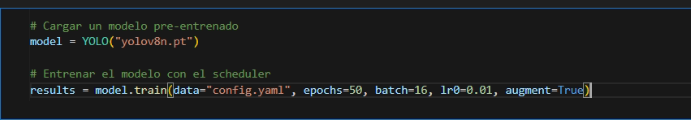 # Cargar un modelo pre-entrenado
model = YOLO("yolov8n.pt")
# Entrenar el modelo con el scheduler
results = model.train(data="config.yaml", epochs=50, batch=16, lr0=0.01, augment=True)